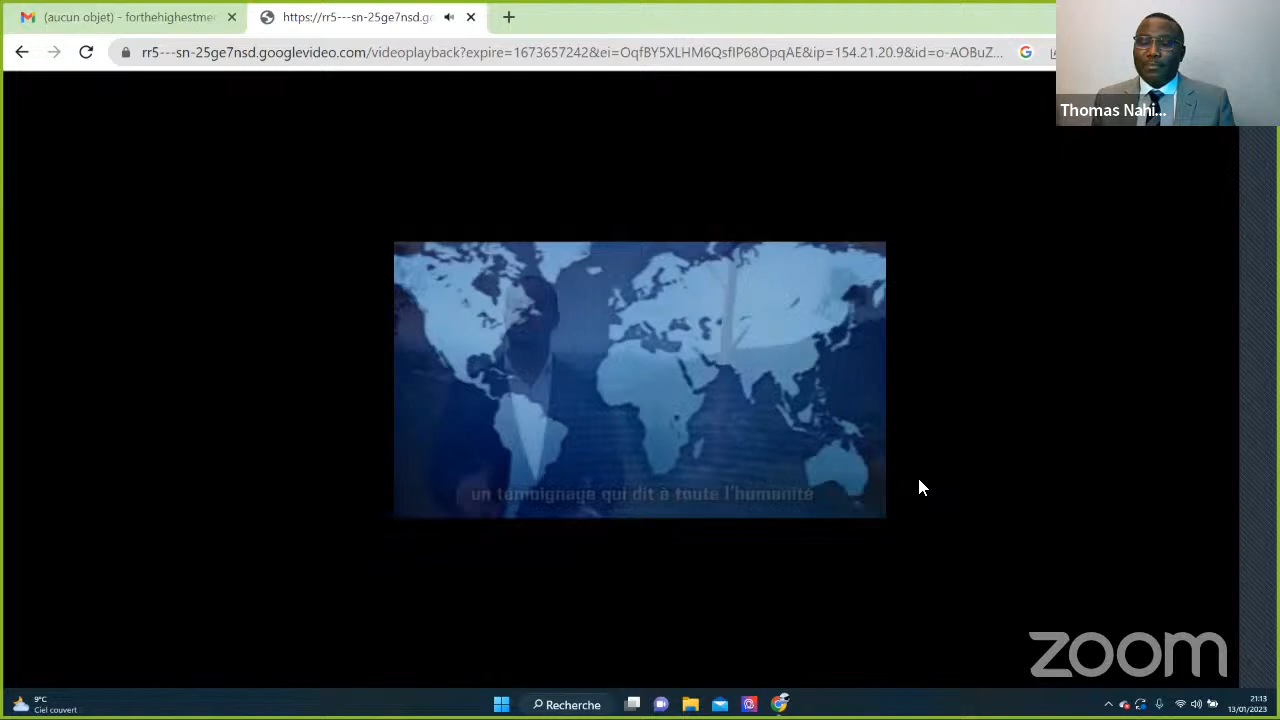 (aucun objet) - forthehighestme
https://rr5---sn-25ge7nsd.go
rr5---sn-25ge7nsd.googlevideo.com/videoplayback?expire=1673657242&ei=OqfBY5XLHM6QsfIP68OpqAE&ip=154.21.20.9&id=o-AOBuZ...
Thomas Nahi...
un témoignage qui dit à toute l'humanité
zoom
9°C
Ciel couvert
Recherche
21:13
13/01/2023